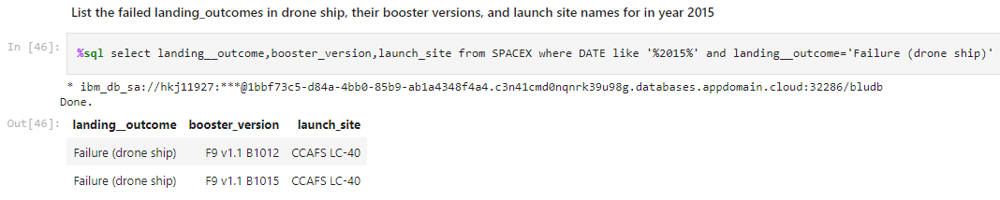 List the failed landing_outcomes in drone ship, their booster versions, and launch site names for in year 2015
In [46]: %sql select landing__outcome,booster_version,launch_site from SPACEX where DATE like '%2015%' and landing__outcome='Failure (drone ship)'
* ibm_db_sa://hkj11927:***@1bbf73c5-d84a-4bb0-85b9-ab1a4348f4a4.c3n41cmd0nqnrk39u98g.databases.appdomain.cloud:32286/bludb
Done.
Out[46]: landing__outcome booster_version launch_site
Failure (drone ship) F9 v1.1 B1012 CCAFS LC-40
Failure (drone ship) F9 v1.1 B1015 CCAFS LC-40